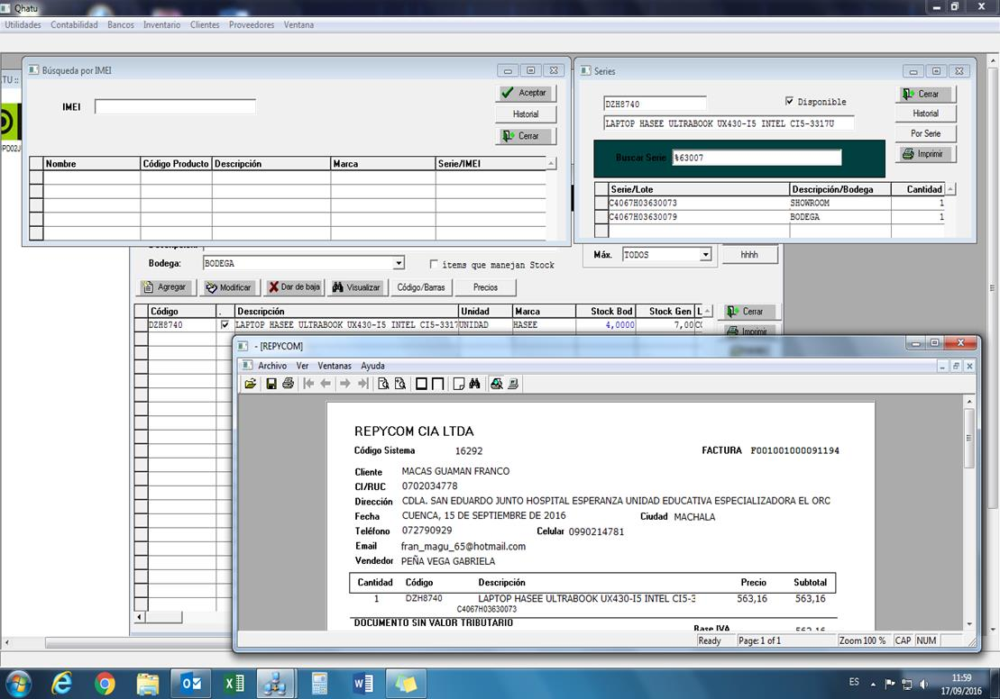 Qhatu
Utilidades Contabilidad Bancos Inventario Clientes Proveedores Ventana
Búsqueda por IMEI
IMEI
Aceptar
Historial
Cerrar
Nombre Código Producto Descripción Marca Serie/IMEI
Series
DZH8740 Disponible
LAPTOP HASEE ULTRABOOK UX430-I5 INTEL CI5-3317U
Cerrar
Historial
Por Serie
Imprimir
Buscar Serie %63007
Serie/Lote Descripción/Bodega Cantidad
C4067H03630073 SHOWROOM 1
C4067H03630079 BODEGA 1
Bodega: BODEGA ítems que manejan Stock Máx. TODOS hhhh
Agregar Modificar Dar de baja Visualizar Código/Barras Precios
Código . Descripción Unidad Marca Stock Bod Stock Gen L Cerrar
DZH8740 LAPTOP HASEE ULTRABOOK UX430-I5 INTEL CI5-3317 UNIDAD HASEE 4,0000 7,00
Imprimir
- [REPYCOM]
Archivo Ver Ventanas Ayuda
REPYCOM CIA LTDA
Código Sistema 16292 FACTURA F001001000091194
Cliente MACAS GUAMAN FRANCO
CI/RUC 0702034778
Dirección CDLA. SAN EDUARDO JUNTO HOSPITAL ESPERANZA UNIDAD EDUCATIVA ESPECIALIZADORA EL ORO
Fecha CUENCA, 15 DE SEPTIEMBRE DE 2016 Ciudad MACHALA
Teléfono 072790929 Celular 0990214781
Email fran_magu_65@hotmail.com
Vendedor PEÑA VEGA GABRIELA
Cantidad Código Descripción Precio Subtotal
1 DZH8740 LAPTOP HASEE ULTRABOOK UX430-I5 INTEL CI5-3 563,16 563,16
C4067H03630073
DOCUMENTO SIN VALOR TRIBUTARIO Base IVA 563,16
Ready Page: 1 of 1 Zoom 100 % CAP NUM
ES 11:59
17/09/2016